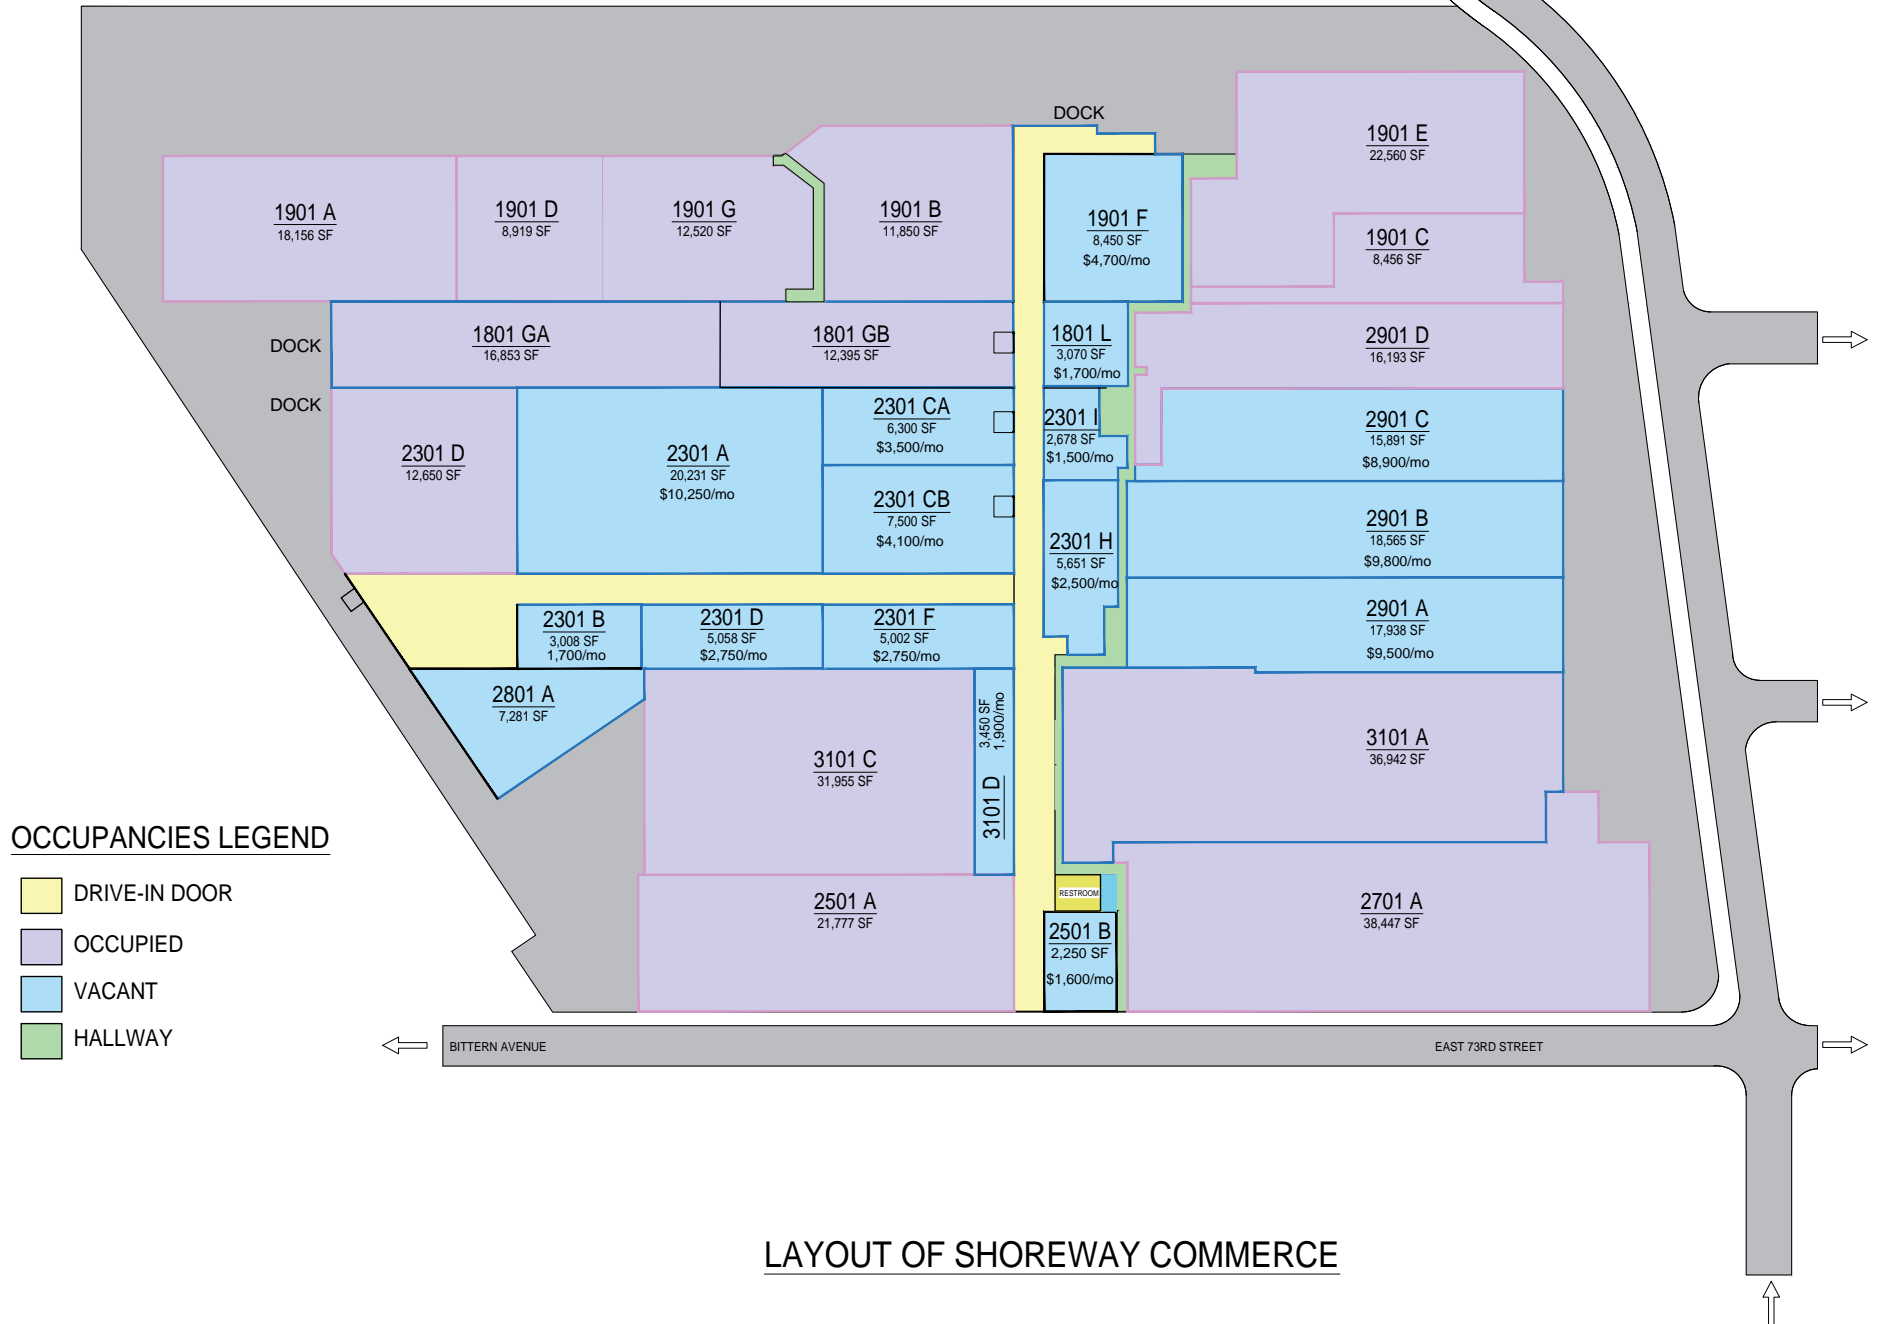 DOCK
1901 E
22,560 SF
1901 A
18,156 SF
1901 D
8,919 SF
1901 G
12,520 SF
1901 B
11,850 SF
1901 F
8,450 SF
$4,700/mo
1901 C
8,456 SF
DOCK
1801 GA
16,853 SF
1801 GB
12,395 SF
1801 L
3,070 SF
$1,700/mo
2901 D
16,193 SF
DOCK
2301 D
12,650 SF
2301 A
20,231 SF
$10,250/mo
2301 CA
6,300 SF
$3,500/mo
2301 CB
7,500 SF
$4,100/mo
2301 I
2,678 SF
$1,500/mo
2901 C
15,891 SF
$8,900/mo
2301 H
5,651 SF
$2,500/mo
2901 B
18,565 SF
$9,800/mo
2301 B
3,008 SF
1,700/mo
2301 D
5,058 SF
$2,750/mo
2301 F
5,002 SF
$2,750/mo
2901 A
17,938 SF
$9,500/mo
2801 A
7,281 SF
3101 C
31,955 SF
3101 D
3,450 SF
1,900/mo
3101 A
36,942 SF
OCCUPANCIES LEGEND
DRIVE-IN DOOR
OCCUPIED
VACANT
HALLWAY
2501 A
21,777 SF
RESTROOM
2501 B
2,250 SF
$1,600/mo
2701 A
38,447 SF
BITTERN AVENUE
EAST 73RD STREET
LAYOUT OF SHOREWAY COMMERCE